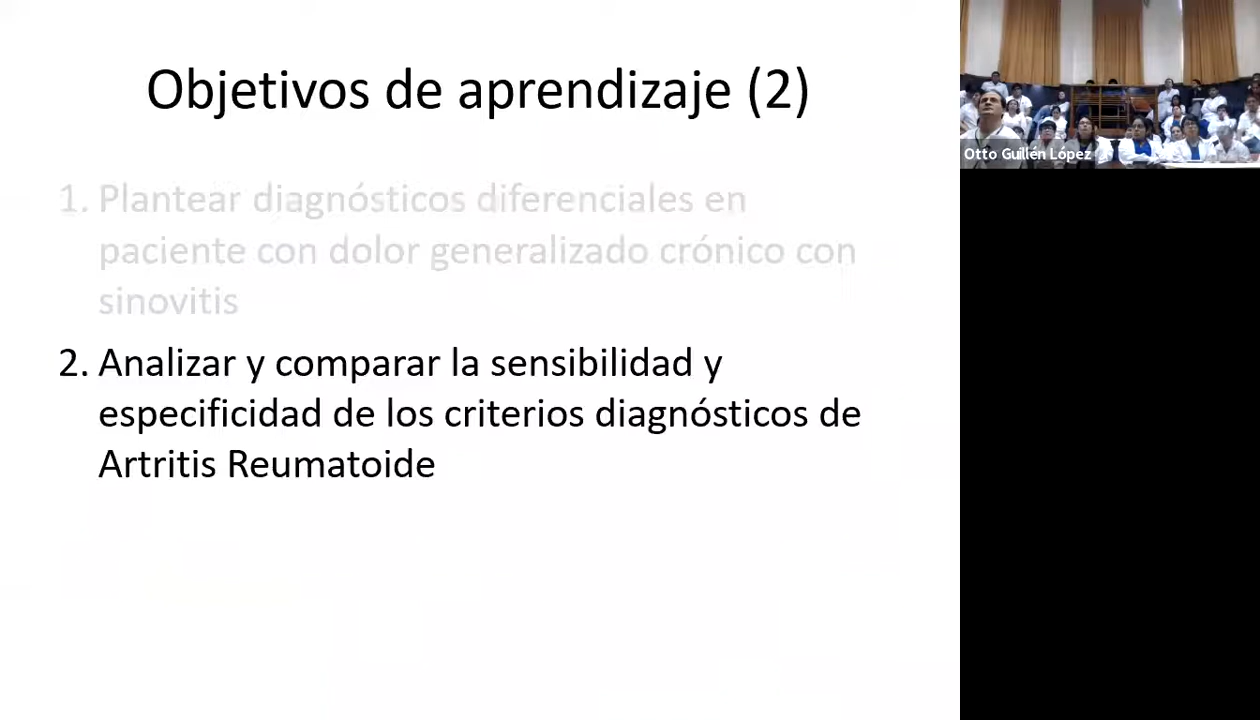 Objetivos de aprendizaje (2)
1. Plantear diagnósticos diferenciales en
paciente con dolor generalizado crónico con
sinovitis
2. Analizar y comparar la sensibilidad y
especificidad de los criterios diagnósticos de
Artritis Reumatoide
Otto Guillén López